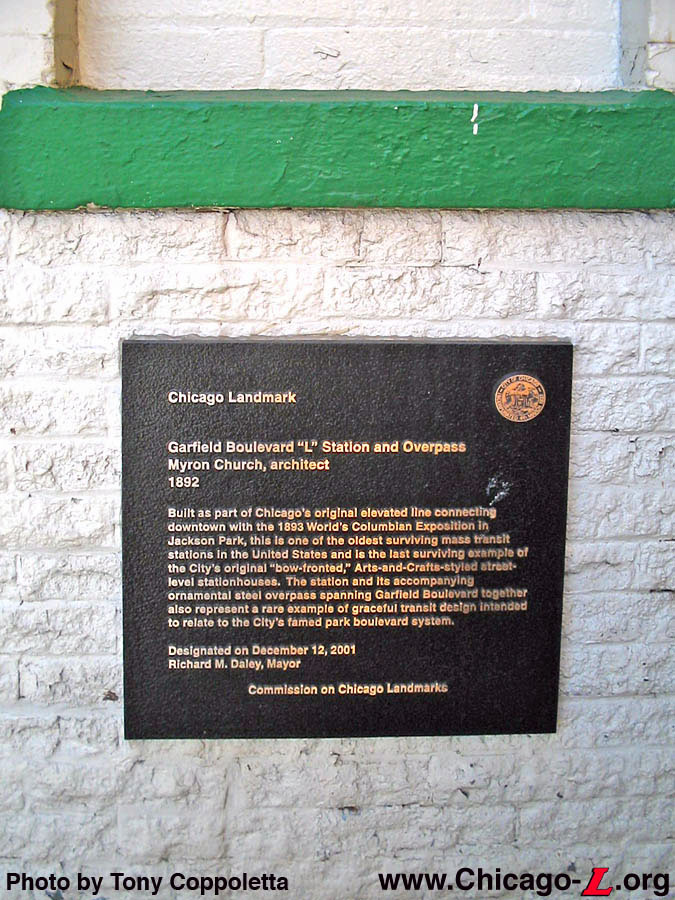 Chicago Landmark
Garfield Boulevard “L” Station and Overpass
Myron Church, architect
1892
Built as part of Chicago’s original elevated line connecting
downtown with the 1893 World’s Columbian Exposition in
Jackson Park, this is one of the oldest surviving mass transit
stations in the United States and is the last surviving example of
the City’s original “bow-fronted,” Arts-and-Crafts-styled street-
level stationhouses. The station and its accompanying
ornamental steel overpass spanning Garfield Boulevard together
also represent a rare example of graceful transit design intended
to relate to the City’s famed park boulevard system.
Designated on December 12, 2001
Richard M. Daley, Mayor
Commission on Chicago Landmarks
Photo by Tony Coppoletta
www.Chicago-L.org